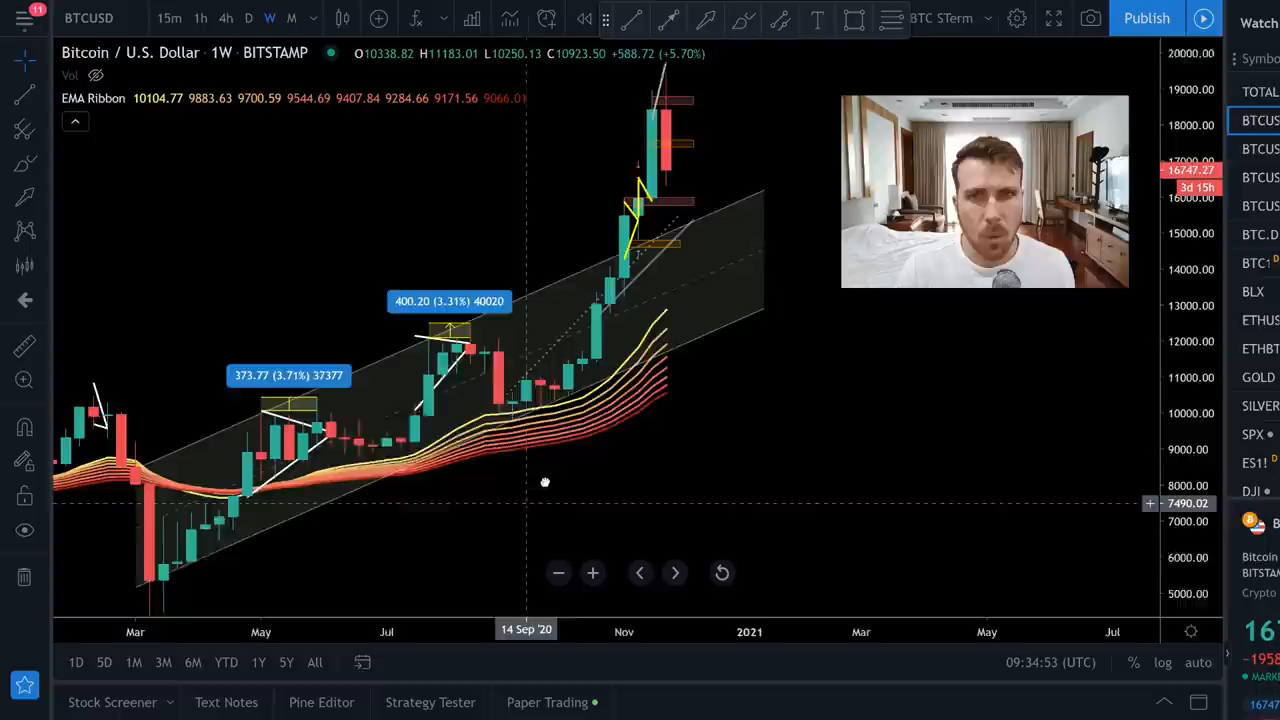 11
BTCUSD
15m 1h 4h D W M
BTC STerm
Publish
Watch
Bitcoin / U.S. Dollar · 1W · BITSTAMP
O10338.82 H11183.01 L10250.13 C10923.50 +588.72 (+5.70%)
Vol
EMA Ribbon 10104.77 9883.63 9700.59 9544.69 9407.84 9284.66 9171.56 9066.01
Symbo
TOTAL
BTCUS
BTCUS
BTCUS
BTCUS
BTC.D
BTC1 D
BLX
ETHUS
ETHBT
GOLD
SILVER
SPX
ES1! D
DJI
20000.00
19000.00
18000.00
17000.00
16747.27
3d 15h
16000.00
15000.00
14000.00
13000.00
12000.00
11000.00
10000.00
9000.00
8000.00
7490.02
7000.00
6000.00
5000.00
400.20 (3.31%) 40020
373.77 (3.71%) 37377
B
Bitcoin
BITSTAMP
Crypto
16
-1958
MARKE
16747
Mar May Jul 14 Sep '20 Nov 2021 Mar May Jul
1D 5D 1M 3M 6M YTD 1Y 5Y All
09:34:53 (UTC) % log auto
Stock Screener Text Notes Pine Editor Strategy Tester Paper Trading